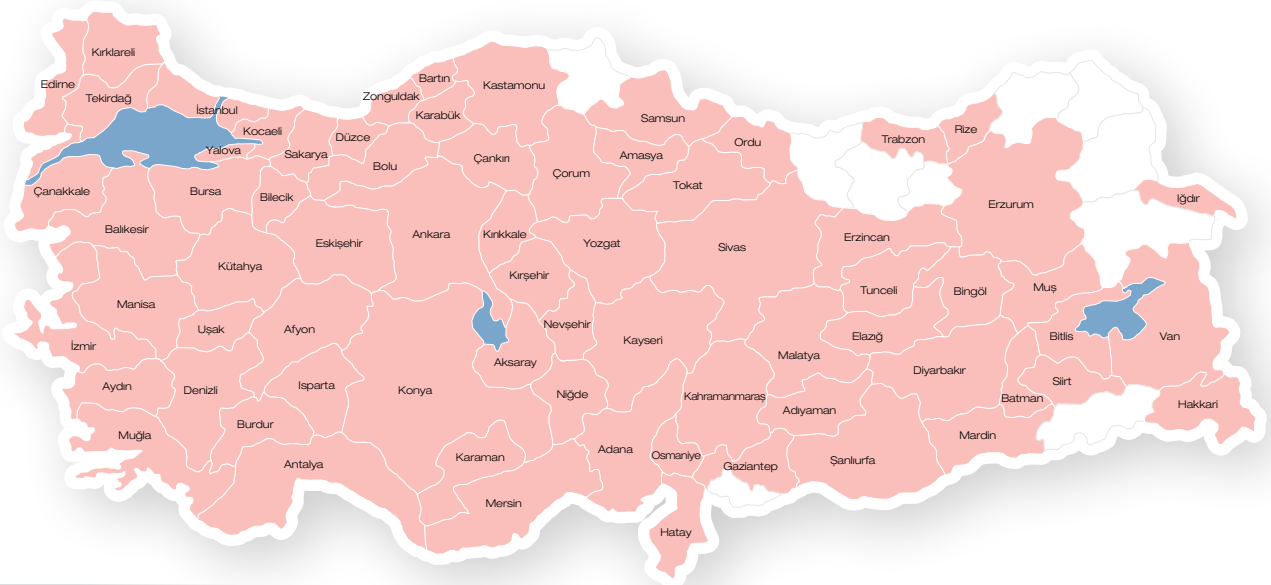 Kırklareli
Edirne
Tekirdağ
İstanbul
Kocaeli
Yalova
Sakarya
Düzce
Zonguldak
Bartın
Karabük
Kastamonu
Bolu
Çankırı
Çorum
Samsun
Amasya
Ordu
Tokat
Trabzon
Rize
Erzurum
Iğdır
Çanakkale
Bursa
Bilecik
Balıkesir
Kütahya
Eskişehir
Ankara
Kırıkkale
Yozgat
Sivas
Erzincan
Kırşehir
Tunceli
Bingöl
Muş
Manisa
Uşak
Afyon
Nevşehir
Kayseri
Elazığ
Bitlis
Van
İzmir
Aksaray
Malatya
Diyarbakır
Siirt
Aydın
Denizli
Isparta
Konya
Niğde
Kahramanmaraş
Adıyaman
Batman
Hakkari
Muğla
Burdur
Antalya
Karaman
Adana
Osmaniye
Gaziantep
Şanlıurfa
Mardin
Mersin
Hatay